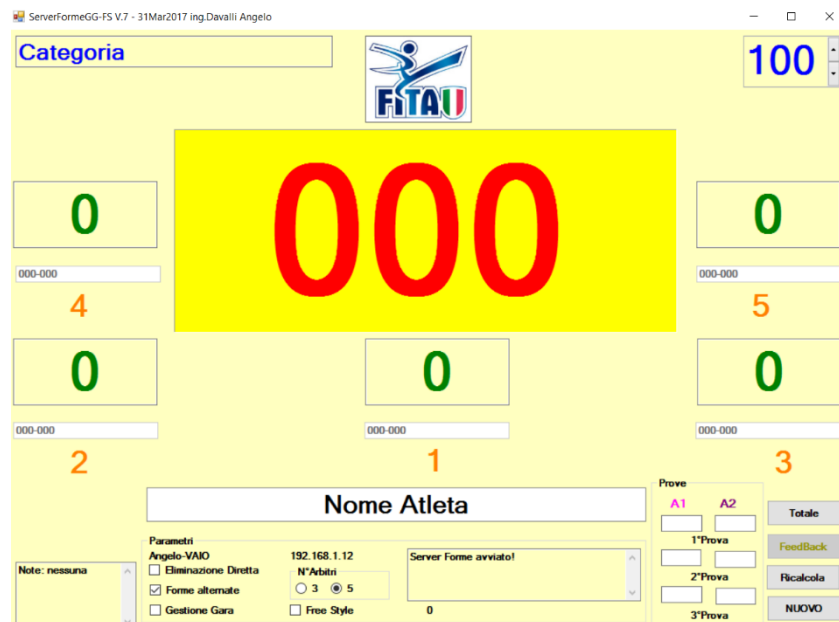 ServerFormeGG-FS V.7 - 31Mar2017 ing.Davalli Angelo
Categoria
FITAU
100
000
0
0
000-000
000-000
4
5
0
0
0
000-000
000-000
000-000
2
1
3
Nome Atleta
Prove
A1 A2
1°Prova
2°Prova
3°Prova
Totale
FeedBack
Ricalcola
NUOVO
Note: nessuna
Parametri
Angelo-VAIO
192.168.1.12
Eliminazione Diretta
Forme alternate
Gestione Gara
N°Arbitri
3 5
Free Style
Server Forme avviato!
0